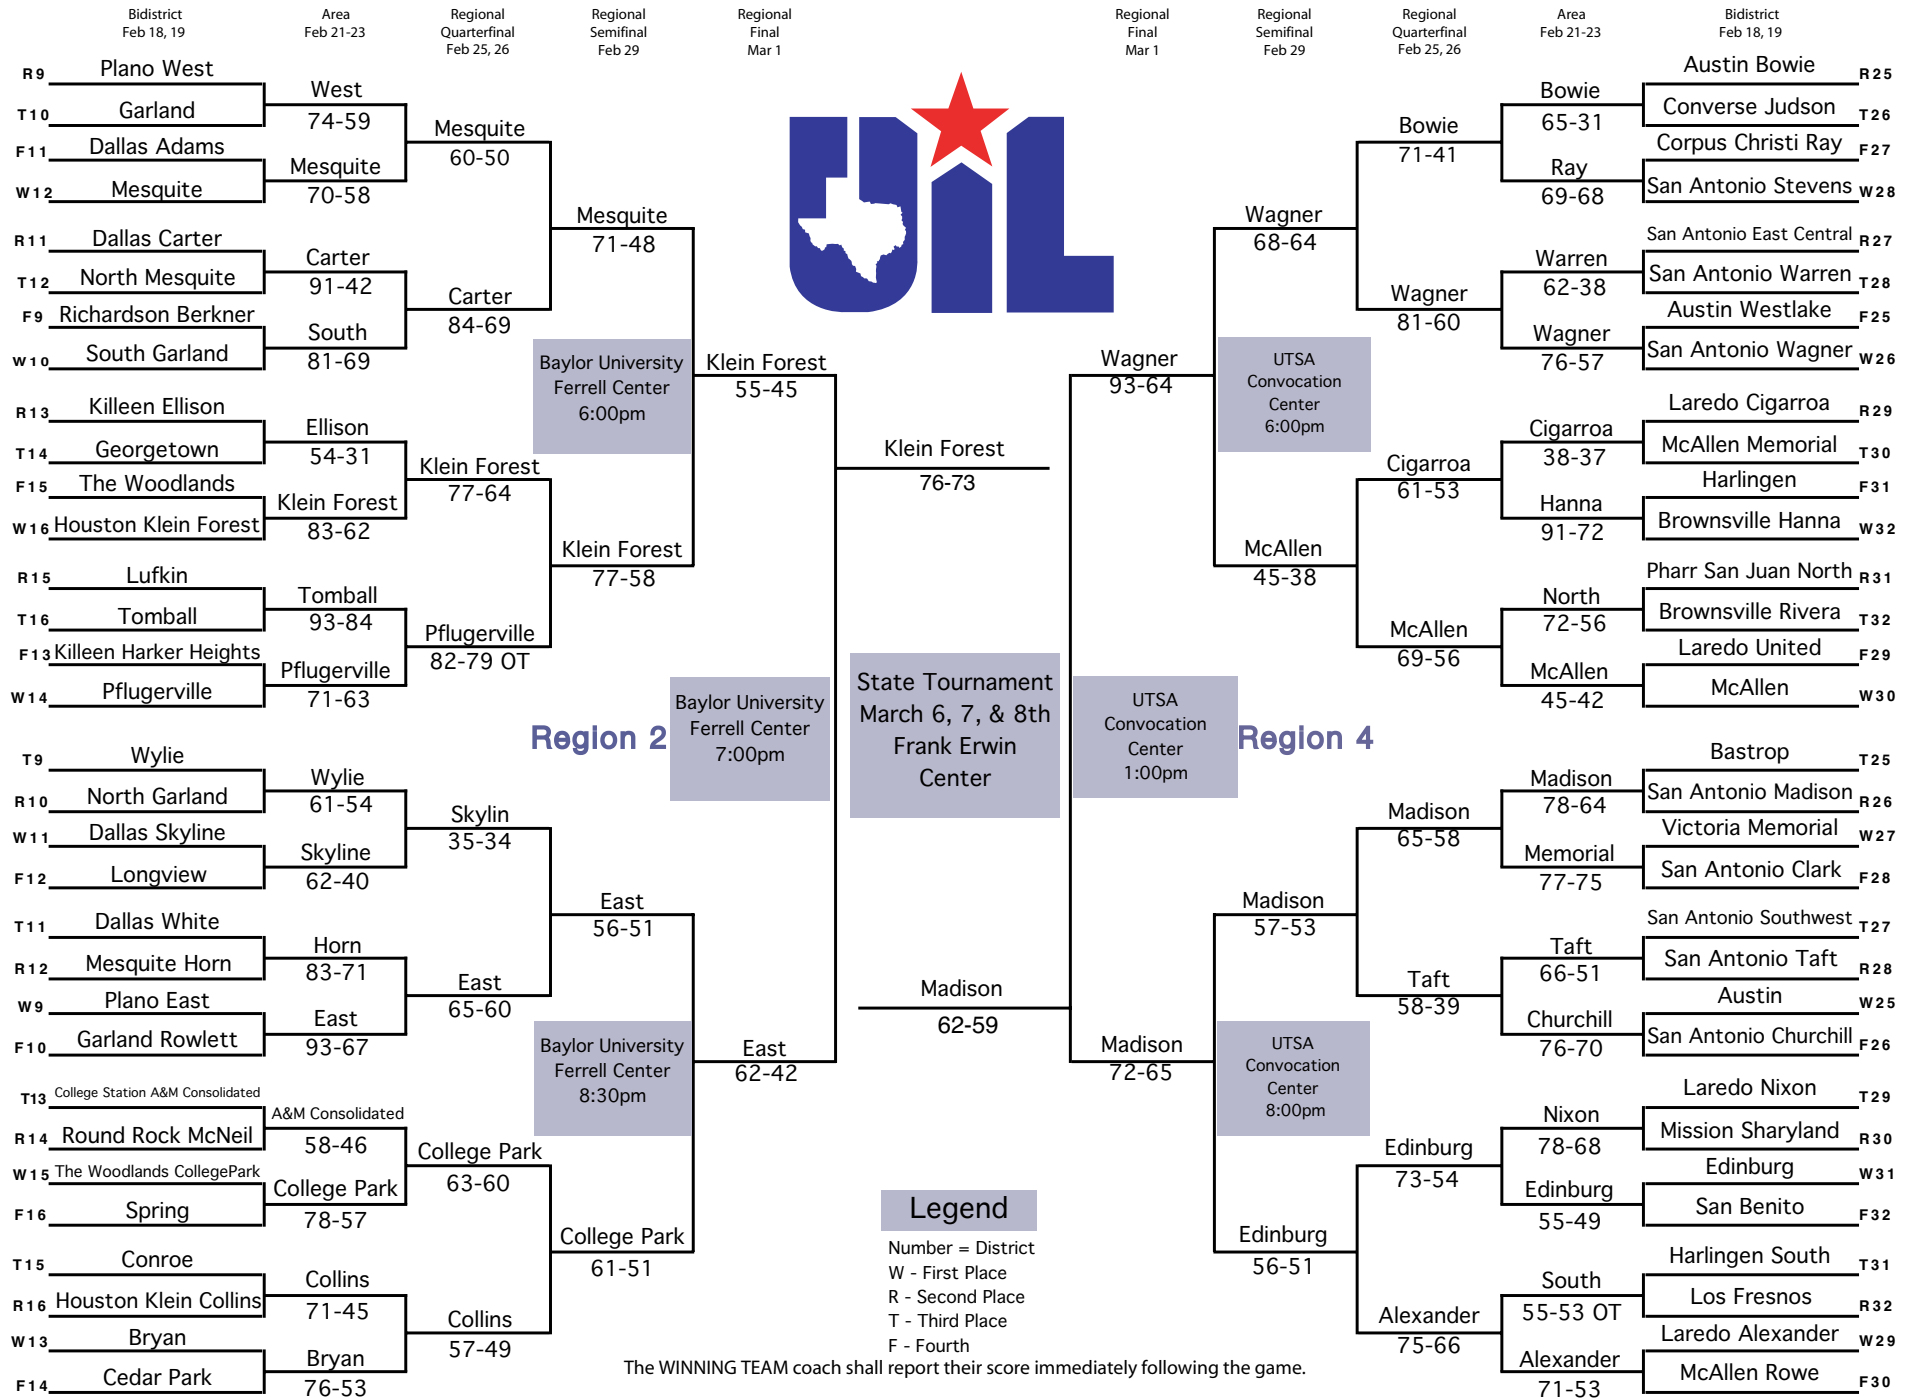 Bidistrict
Feb 18, 19
Area
Feb 21-23
Regional
Quarterfinal
Feb 25, 26
Regional
Semifinal
Feb 29
Regional
Final
Mar 1
Regional
Final
Mar 1
Regional
Semifinal
Feb 29
Regional
Quarterfinal
Feb 25, 26
Area
Feb 21-23
Bidistrict
Feb 18, 19
R9 Plano West
T10 Garland
F11 Dallas Adams
W12 Mesquite
R11 Dallas Carter
T12 North Mesquite
F9 Richardson Berkner
W10 South Garland
R13 Killeen Ellison
T14 Georgetown
F15 The Woodlands
W16 Houston Klein Forest
R15 Lufkin
T16 Tomball
F13 Killeen Harker Heights
W14 Pflugerville
T9 Wylie
R10 North Garland
W11 Dallas Skyline
F12 Longview
T11 Dallas White
R12 Mesquite Horn
W9 Plano East
F10 Garland Rowlett
T13 College Station A&M Consolidated
R14 Round Rock McNeil
W15 The Woodlands CollegePark
F16 Spring
T15 Conroe
R16 Houston Klein Collins
W13 Bryan
F14 Cedar Park
West
74-59
Mesquite
70-58
Carter
91-42
South
81-69
Ellison
54-31
Klein Forest
83-62
Tomball
93-84
Pflugerville
71-63
Wylie
61-54
Skyline
62-40
Horn
83-71
East
93-67
A&M Consolidated
58-46
College Park
78-57
Collins
71-45
Bryan
76-53
Mesquite
60-50
Carter
84-69
Klein Forest
77-64
Pflugerville
82-79 OT
Skylin
35-34
East
65-60
College Park
63-60
Collins
57-49
Mesquite
71-48
Baylor University
Ferrell Center
6:00pm
Klein Forest
77-58
Region 2
East
56-51
Baylor University
Ferrell Center
8:30pm
College Park
61-51
Klein Forest
55-45
Baylor University
Ferrell Center
7:00pm
East
62-42
UIL
Klein Forest
76-73
State Tournament
March 6, 7, & 8th
Frank Erwin
Center
Madison
62-59
Legend
Number = District
W - First Place
R - Second Place
T - Third Place
F - Fourth
The WINNING TEAM coach shall report their score immediately following the game.
Wagner
93-64
UTSA
Convocation
Center
1:00pm
Madison
72-65
Wagner
68-64
UTSA
Convocation
Center
6:00pm
McAllen
45-38
Region 4
Madison
57-53
UTSA
Convocation
Center
8:00pm
Edinburg
56-51
Bowie
71-41
Wagner
81-60
Cigarroa
61-53
McAllen
69-56
Madison
65-58
Taft
58-39
Edinburg
73-54
Alexander
75-66
Bowie
65-31
Ray
69-68
Warren
62-38
Wagner
76-57
Cigarroa
38-37
Hanna
91-72
North
72-56
McAllen
45-42
Madison
78-64
Memorial
77-75
Taft
66-51
Churchill
76-70
Nixon
78-68
Edinburg
55-49
South
55-53 OT
Alexander
71-53
Austin Bowie R25
Converse Judson T26
Corpus Christi Ray F27
San Antonio Stevens W28
San Antonio East Central R27
San Antonio Warren T28
Austin Westlake F25
San Antonio Wagner W26
Laredo Cigarroa R29
McAllen Memorial T30
Harlingen F31
Brownsville Hanna W32
Pharr San Juan North R31
Brownsville Rivera T32
Laredo United F29
McAllen W30
Bastrop T25
San Antonio Madison R26
Victoria Memorial W27
San Antonio Clark F28
San Antonio Southwest T27
San Antonio Taft R28
Austin W25
San Antonio Churchill F26
Laredo Nixon T29
Mission Sharyland R30
Edinburg W31
San Benito F32
Harlingen South T31
Los Fresnos R32
Laredo Alexander W29
McAllen Rowe F30